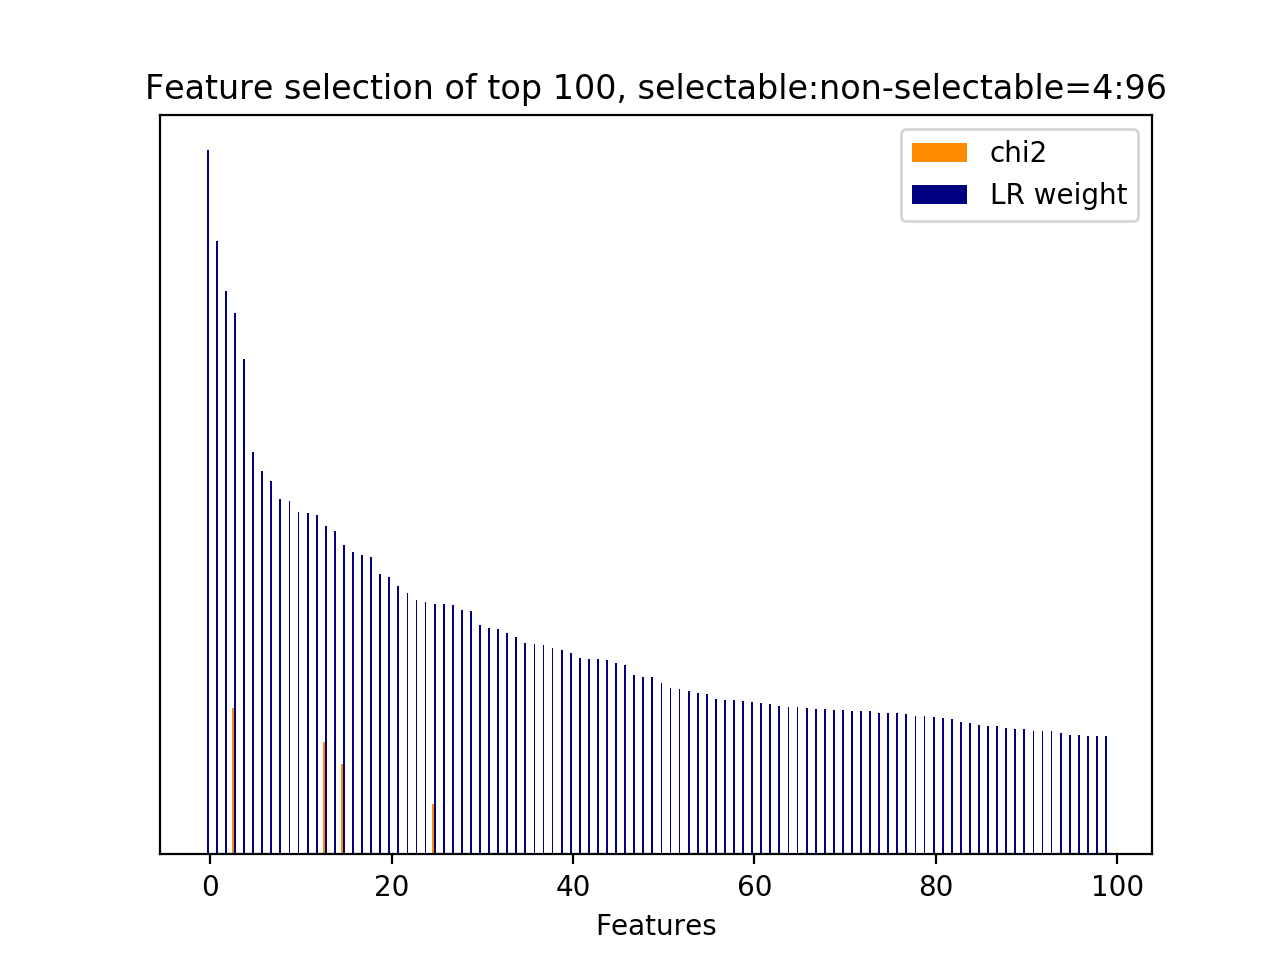 Feature selection of top 100, selectable:non-selectable=4:96
chi2
LR weight
0 20 40 60 80 100
Features